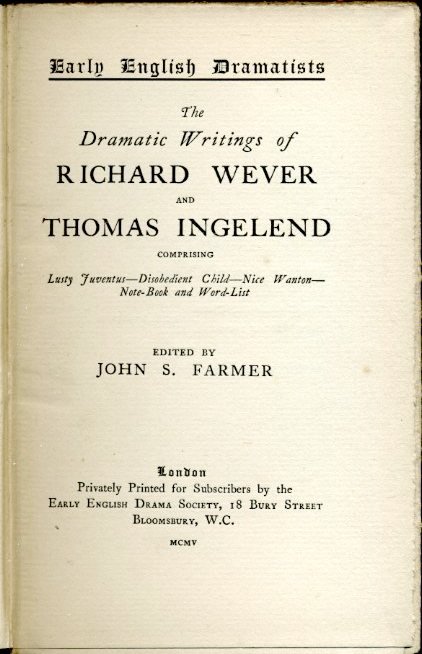 Early English Dramatists
The
Dramatic Writings of
RICHARD WEVER
AND
THOMAS INGELEND
COMPRISING
Lusty Juventus—Disobedient Child—Nice Wanton—
Note-Book and Word-List
EDITED BY
JOHN S. FARMER
London
Privately Printed for Subscribers by the
EARLY ENGLISH DRAMA SOCIETY, 18 BURY STREET
BLOOMSBURY, W.C.
MCMV